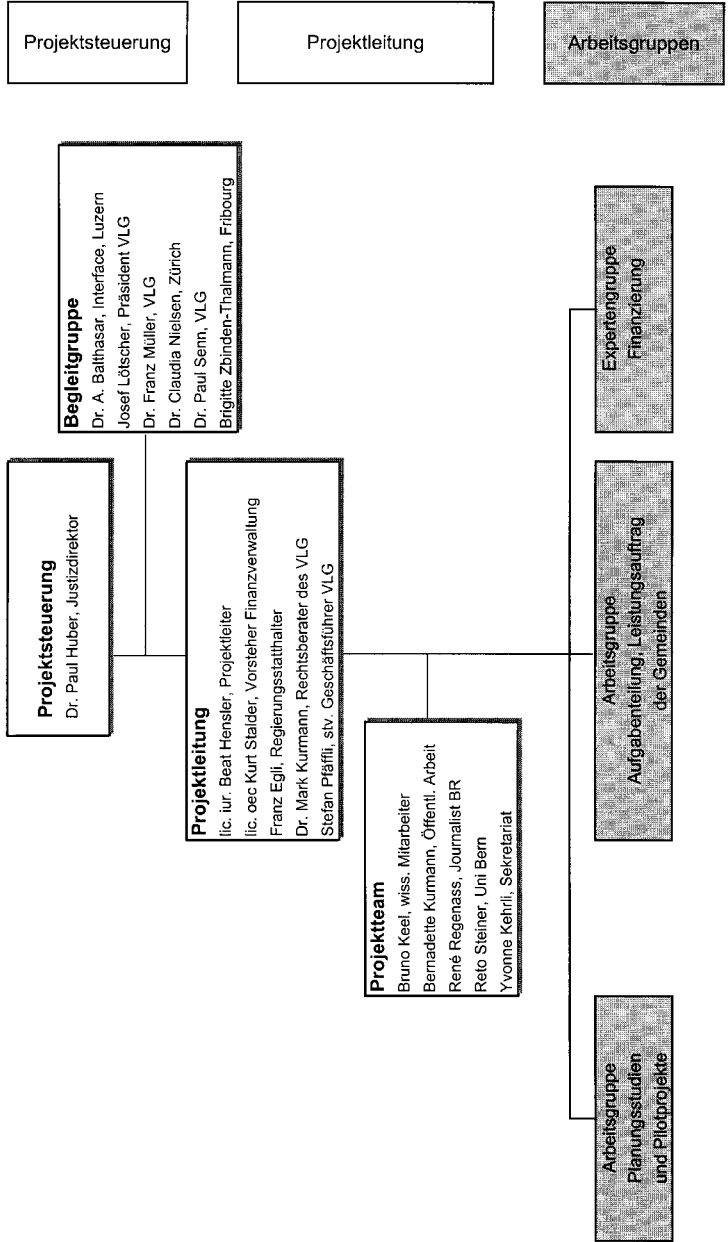 Projektsteuerung
Projektleitung
Arbeitsgruppen
Projektsteuerung
Dr. Paul Huber, Justizdirektor
Begleitgruppe
Dr. A. Balthasar, Interface, Luzern
Josef Lötscher, Präsident VLG
Dr. Franz Müller, VLG
Dr. Claudia Nielsen, Zürich
Dr. Paul Senn, VLG
Brigitte Zbinden-Thalmann, Fribourg
Projektleitung
lic. iur. Beat Hensler, Projektleiter
lic. oec Kurt Stalder, Vorsteher Finanzverwaltung
Franz Egli, Regierungsstatthalter
Dr. Mark Kurmann, Rechtsberater des VLG
Stefan Pfäffli, stv. Geschäftsführer VLG
Projektteam
Bruno Keel, wiss. Mitarbeiter
Bernadette Kurmann, Öffentl. Arbeit
René Regenass, Journalist BR
Reto Steiner, Uni Bern
Yvonne Kehrli, Sekretariat
Arbeitsgruppe
Planungsstudien
und Pilotprojekte
Arbeitsgruppe
Aufgabenteilung, Leistungsauftrag
der Gemeinden
Expertengruppe
Finanzierung